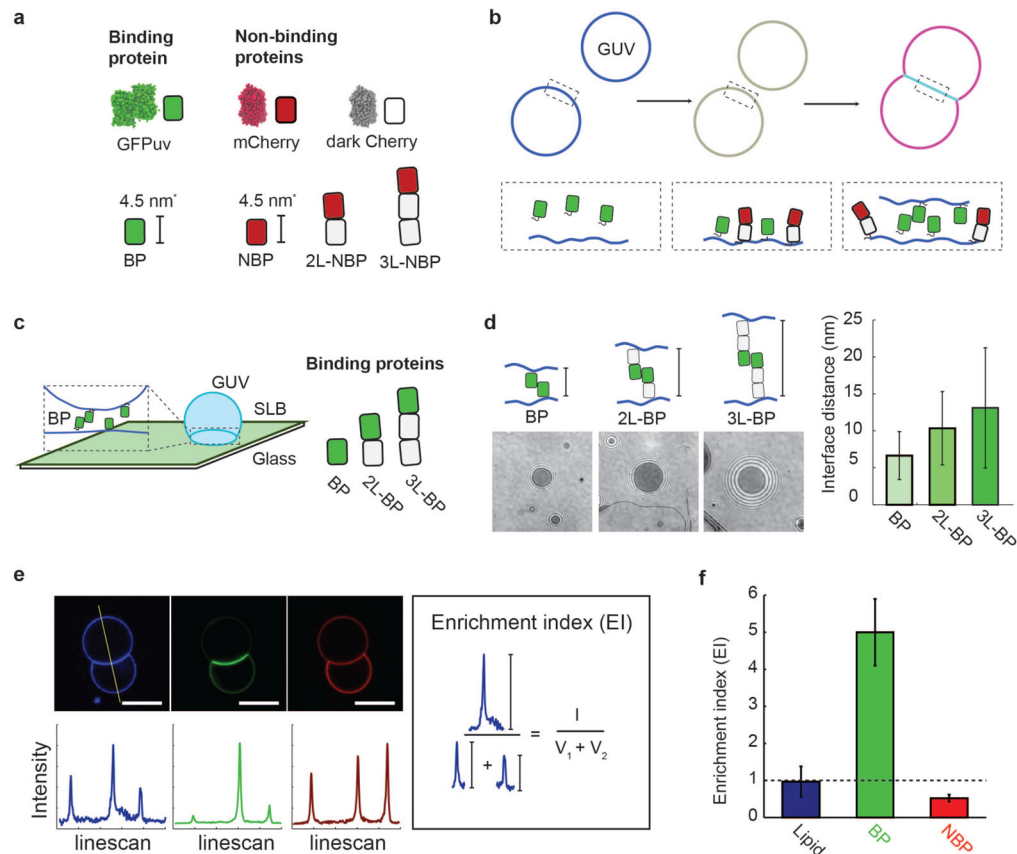 a
Binding
protein
Non-binding
proteins
GFPuv
mCherry
dark Cherry
4.5 nm*
4.5 nm*
BP
NBP
2L-NBP
3L-NBP
b
GUV
c
BP
GUV
SLB
Glass
Binding proteins
BP
2L-BP
3L-BP
d
BP
2L-BP
3L-BP
Interface distance (nm)
25
20
15
10
5
0
BP
2L-BP
3L-BP
e
Intensity
linescan
linescan
linescan
Enrichment index (EI)
+
=
I
V1 + V2
f
Enrichment index (EI)
6
5
4
3
2
1
0
Lipid
BP
NBP